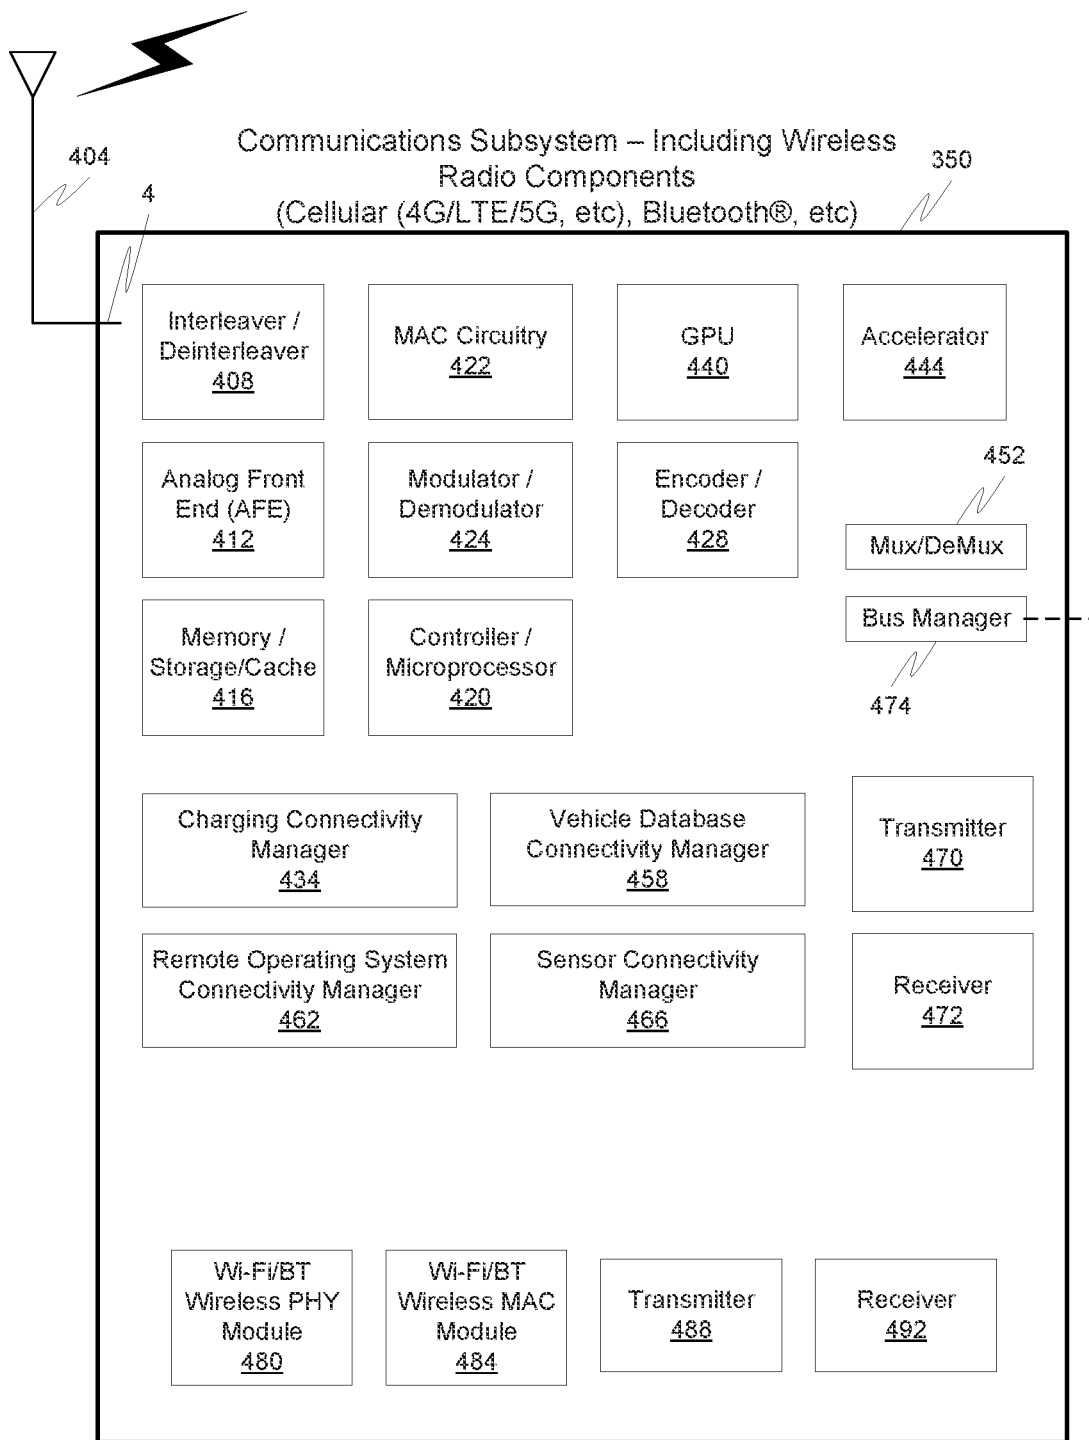 Communications Subsystem – Including Wireless
Radio Components
(Cellular (4G/LTE/5G, etc), Bluetooth®, etc)
404
4
350
Interleaver /
Deinterleaver
408
MAC Circuitry
422
GPU
440
Accelerator
444
Analog Front
End (AFE)
412
Modulator /
Demodulator
424
Encoder /
Decoder
428
452
Mux/DeMux
Bus Manager
474
Memory /
Storage/Cache
416
Controller /
Microprocessor
420
Charging Connectivity
Manager
434
Vehicle Database
Connectivity Manager
458
Transmitter
470
Remote Operating System
Connectivity Manager
462
Sensor Connectivity
Manager
466
Receiver
472
Wi-Fi/BT
Wireless PHY
Module
480
Wi-Fi/BT
Wireless MAC
Module
484
Transmitter
488
Receiver
492